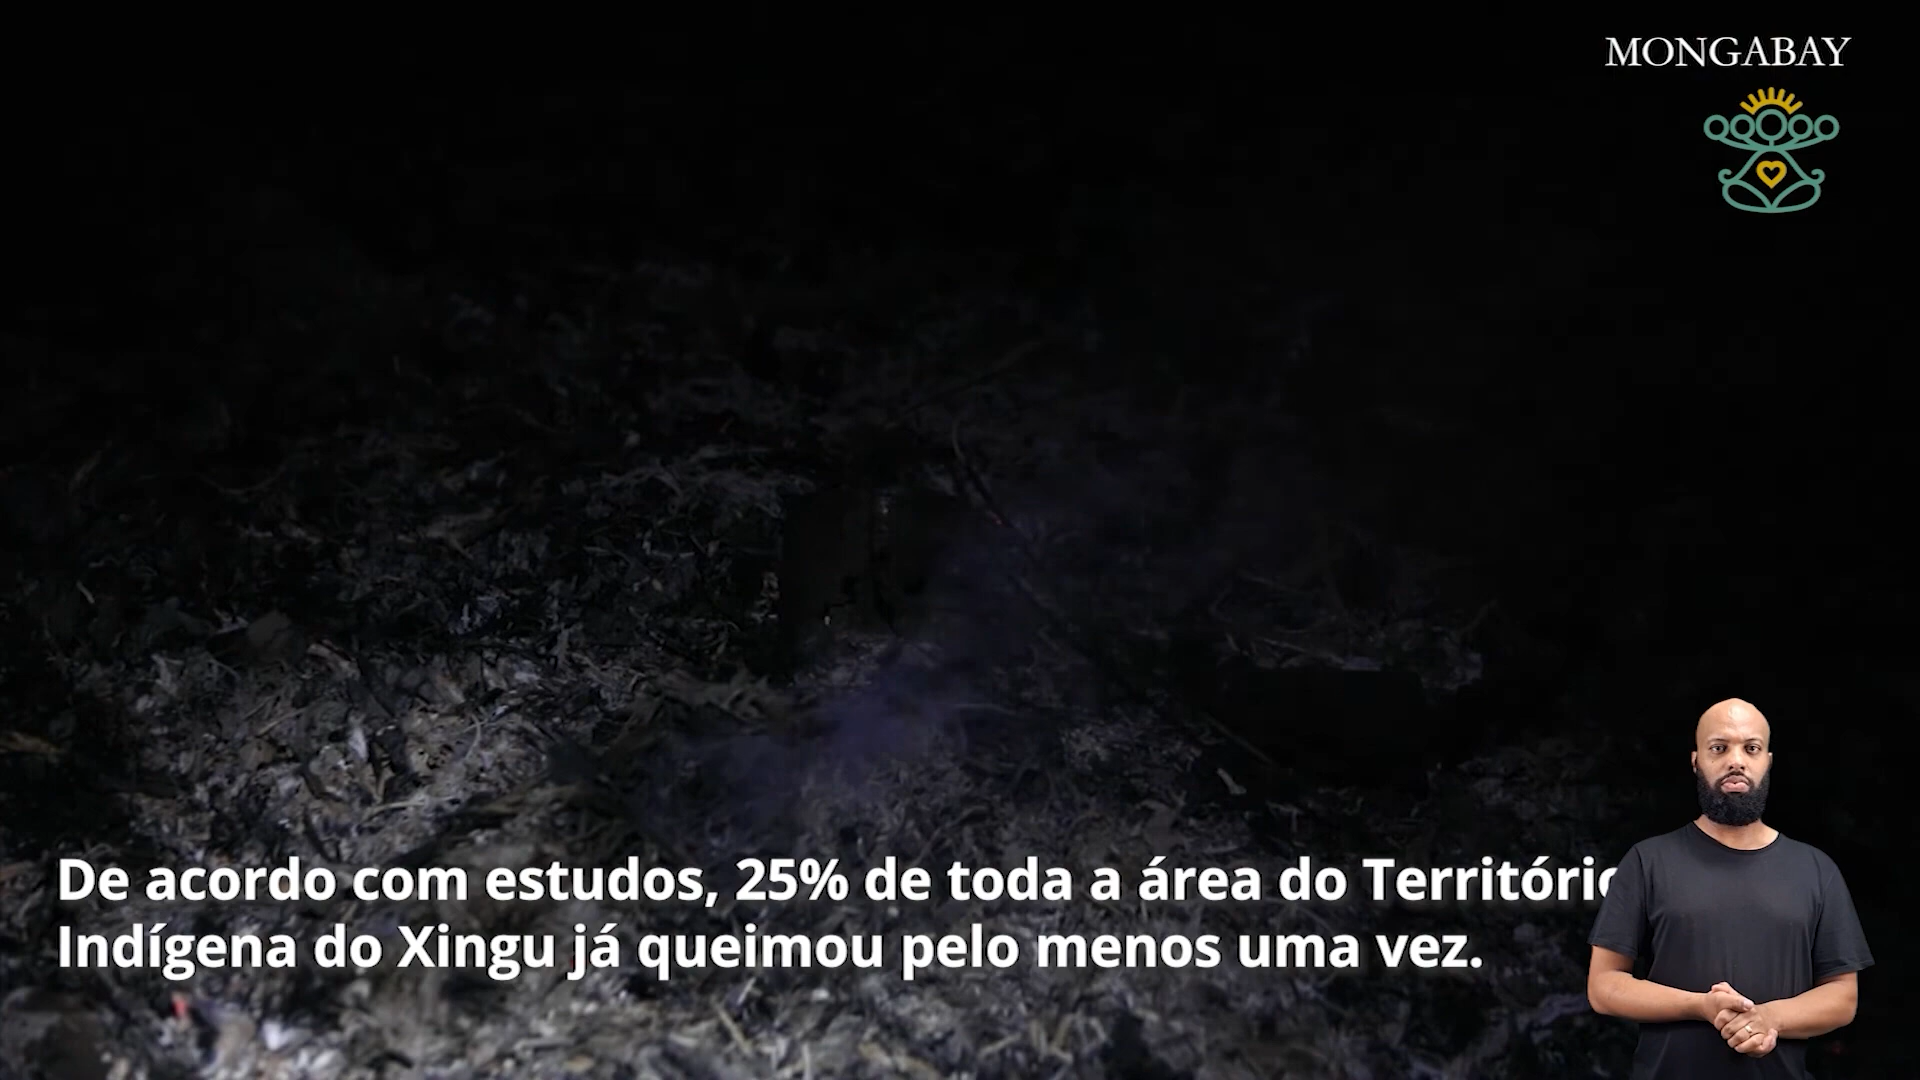 MONGABAY
De acordo com estudos, 25% de toda a área do Território
Indígena do Xingu já queimou pelo menos uma vez.